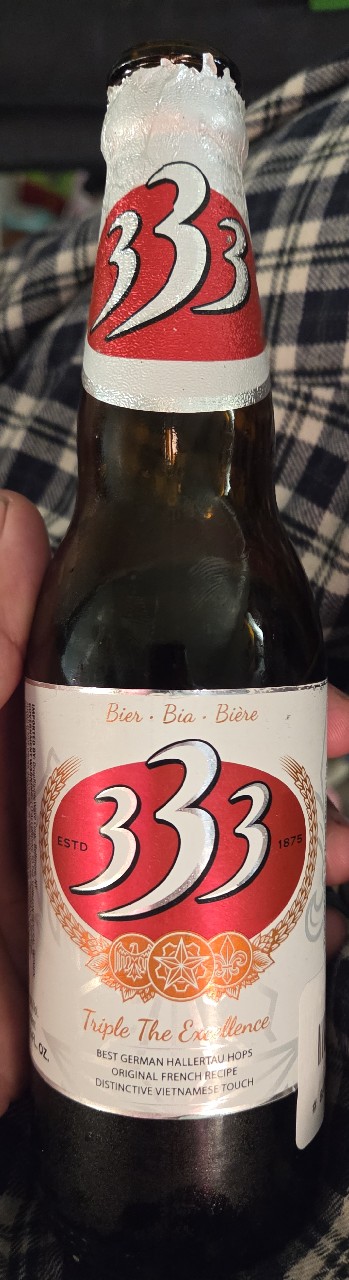 333
Bier · Bia · Bière
333
ESTD 1875
Triple The Excellence
BEST GERMAN HALLERTAU HOPS
ORIGINAL FRENCH RECIPE
DISTINCTIVE VIETNAMESE TOUCH
OZ.